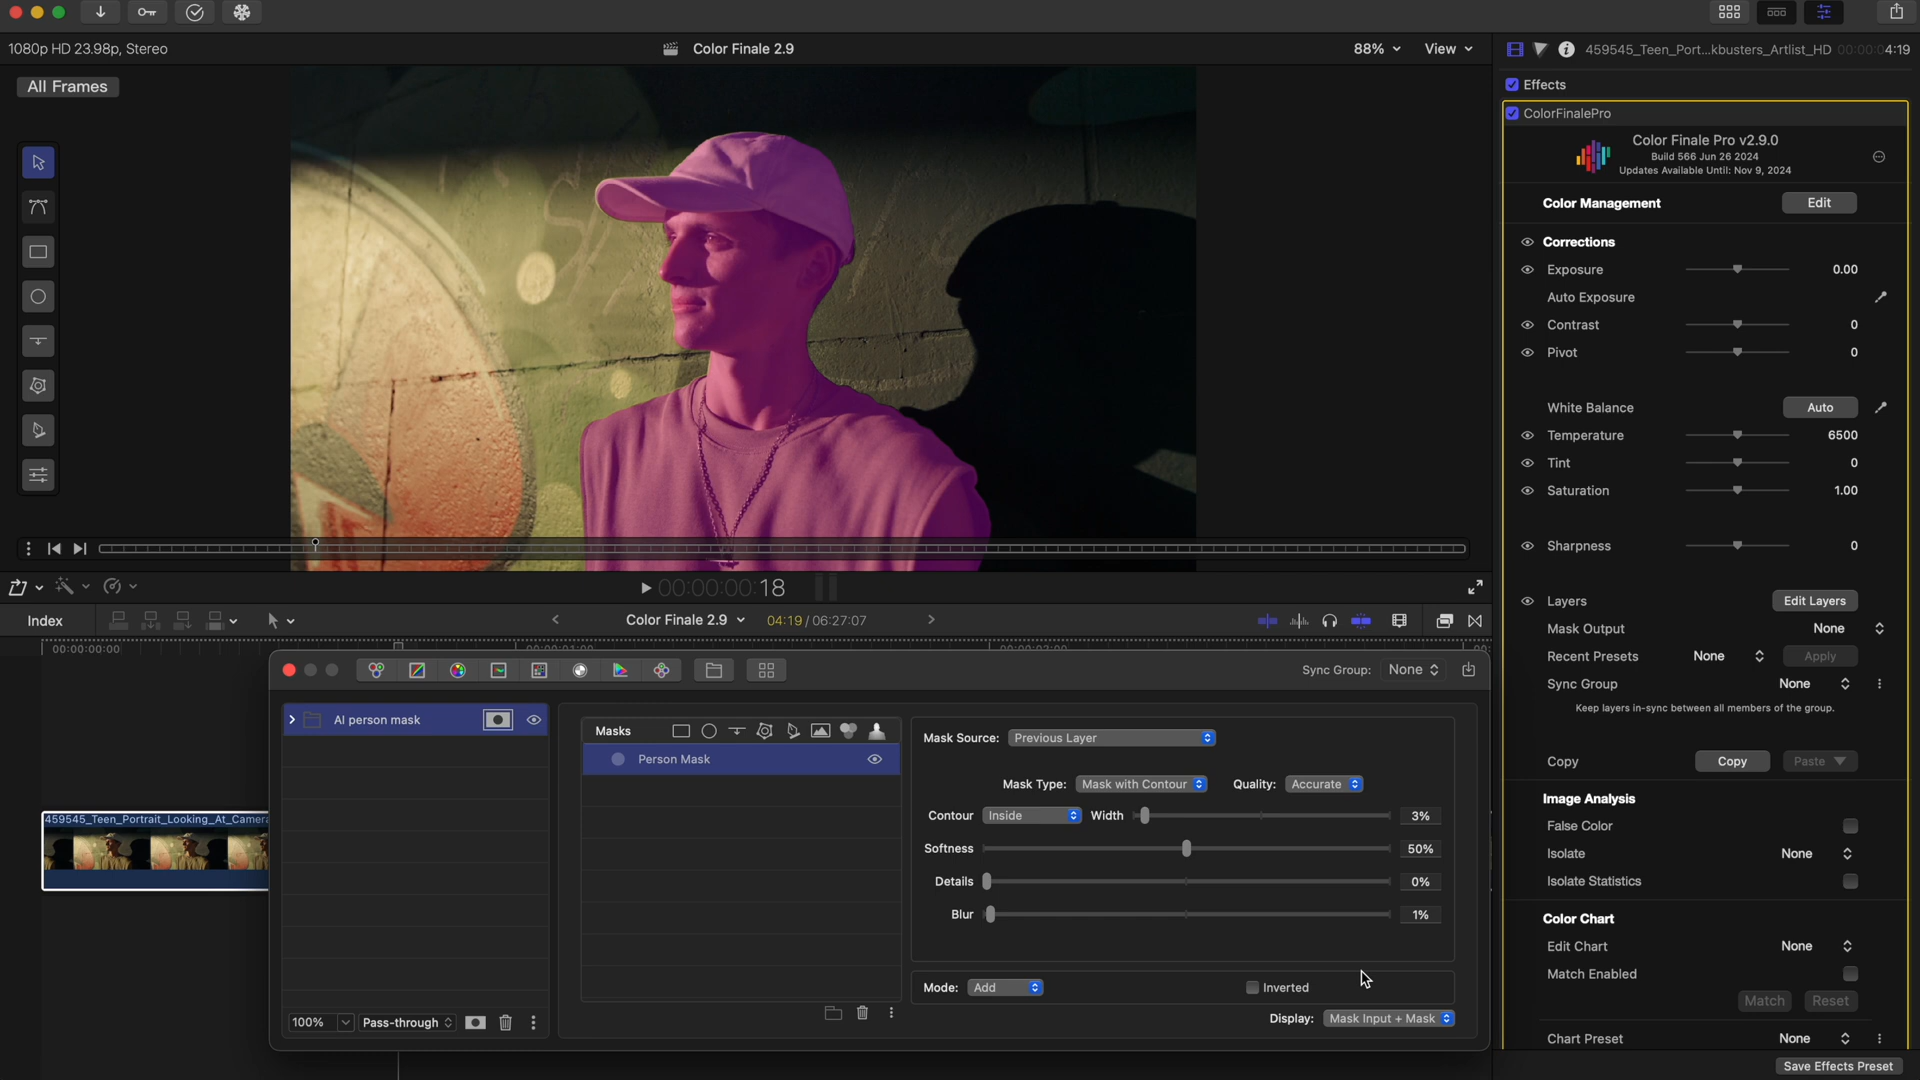 1080p HD 23.98p, Stereo
Color Finale 2.9
88%
View
459545_Teen_Port...kbusters_Artlist_HD
00:00:04:19
All Frames
Effects
ColorFinalePro
Color Finale Pro v2.9.0
Build 566 Jun 26 2024
Updates Available Until: Nov 9, 2024
Color Management
Edit
Corrections
Exposure
0.00
Auto Exposure
Contrast
0
Pivot
0
White Balance
Auto
Temperature
6500
Tint
0
Saturation
1.00
Sharpness
0
Layers
Edit Layers
Mask Output
None
Recent Presets
None
Apply
Sync Group
None
Keep layers in-sync between all members of the group.
Copy
Copy
Paste
Image Analysis
False Color
Isolate
None
Isolate Statistics
Color Chart
Edit Chart
None
Match Enabled
Match
Reset
Chart Preset
None
Save Effects Preset
00:00:00:18
Index
Color Finale 2.9
04:19 / 06:27:07
00:00:00:00
459545_Teen_Portrait_Looking_At_Camera
Sync Group:
None
AI person mask
100%
Pass-through
Masks
Person Mask
Mask Source:
Previous Layer
Mask Type:
Mask with Contour
Quality:
Accurate
Contour
Inside
Width
3%
Softness
50%
Details
0%
Blur
1%
Mode:
Add
Inverted
Display:
Mask Input + Mask